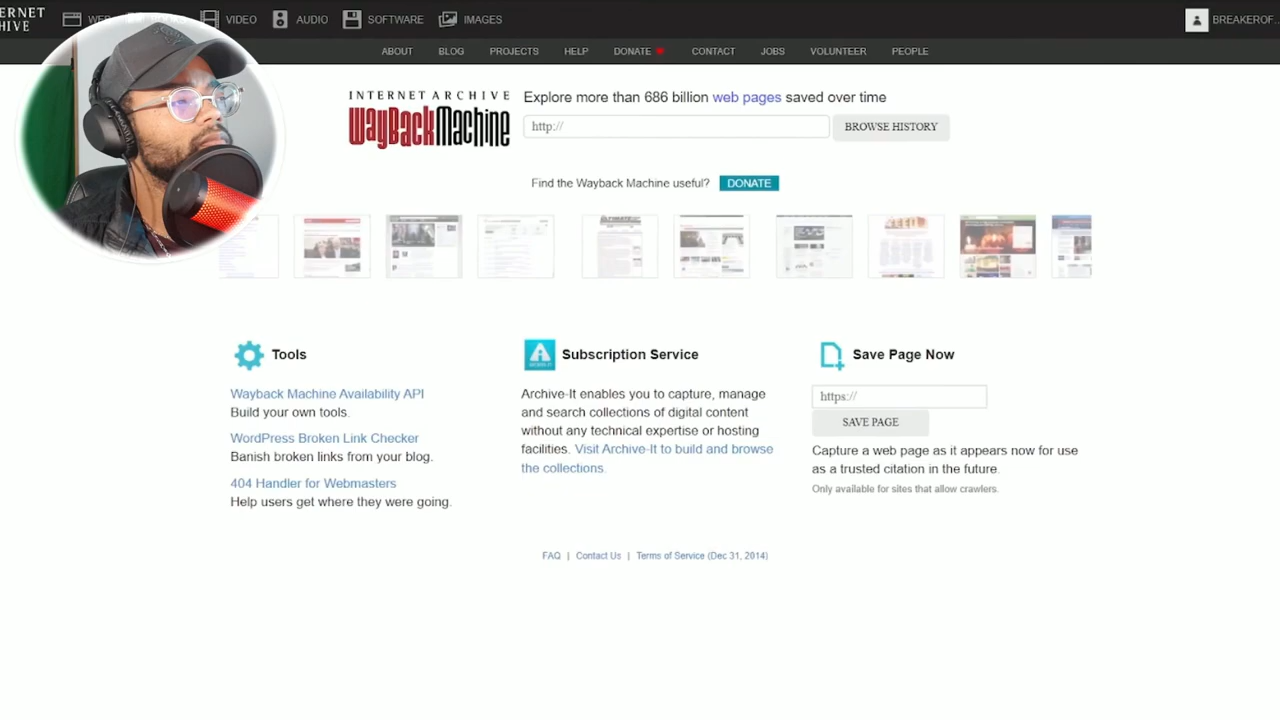 ERNET
HIVE
VIDEO
AUDIO
SOFTWARE
IMAGES
BREAKEROF...
ABOUT BLOG PROJECTS HELP DONATE CONTACT JOBS VOLUNTEER PEOPLE
INTERNET ARCHIVE
WayBackMachine
Explore more than 686 billion web pages saved over time
http://
BROWSE HISTORY
Find the Wayback Machine useful? DONATE
Tools
Wayback Machine Availability API
Build your own tools.
WordPress Broken Link Checker
Banish broken links from your blog.
404 Handler for Webmasters
Help users get where they were going.
Subscription Service
Archive-It enables you to capture, manage
and search collections of digital content
without any technical expertise or hosting
facilities. Visit Archive-It to build and browse
the collections.
Save Page Now
https://
SAVE PAGE
Capture a web page as it appears now for use
as a trusted citation in the future.
Only available for sites that allow crawlers.
FAQ | Contact Us | Terms of Service (Dec 31, 2014)